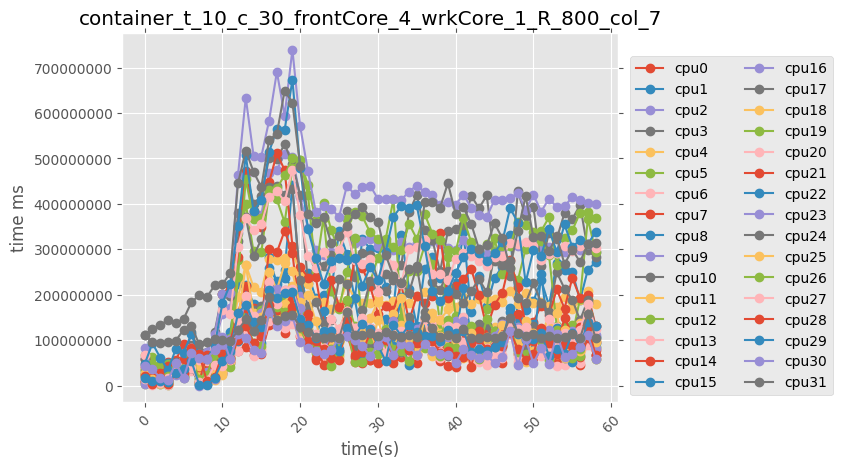 container_t_10_c_30_frontCore_4_wrkCore_1_R_800_col_7
time ms
700000000
600000000
500000000
400000000
300000000
200000000
100000000
0
0
10
20
30
40
50
60
time(s)
cpu0
cpu1
cpu2
cpu3
cpu4
cpu5
cpu6
cpu7
cpu8
cpu9
cpu10
cpu11
cpu12
cpu13
cpu14
cpu15
cpu16
cpu17
cpu18
cpu19
cpu20
cpu21
cpu22
cpu23
cpu24
cpu25
cpu26
cpu27
cpu28
cpu29
cpu30
cpu31